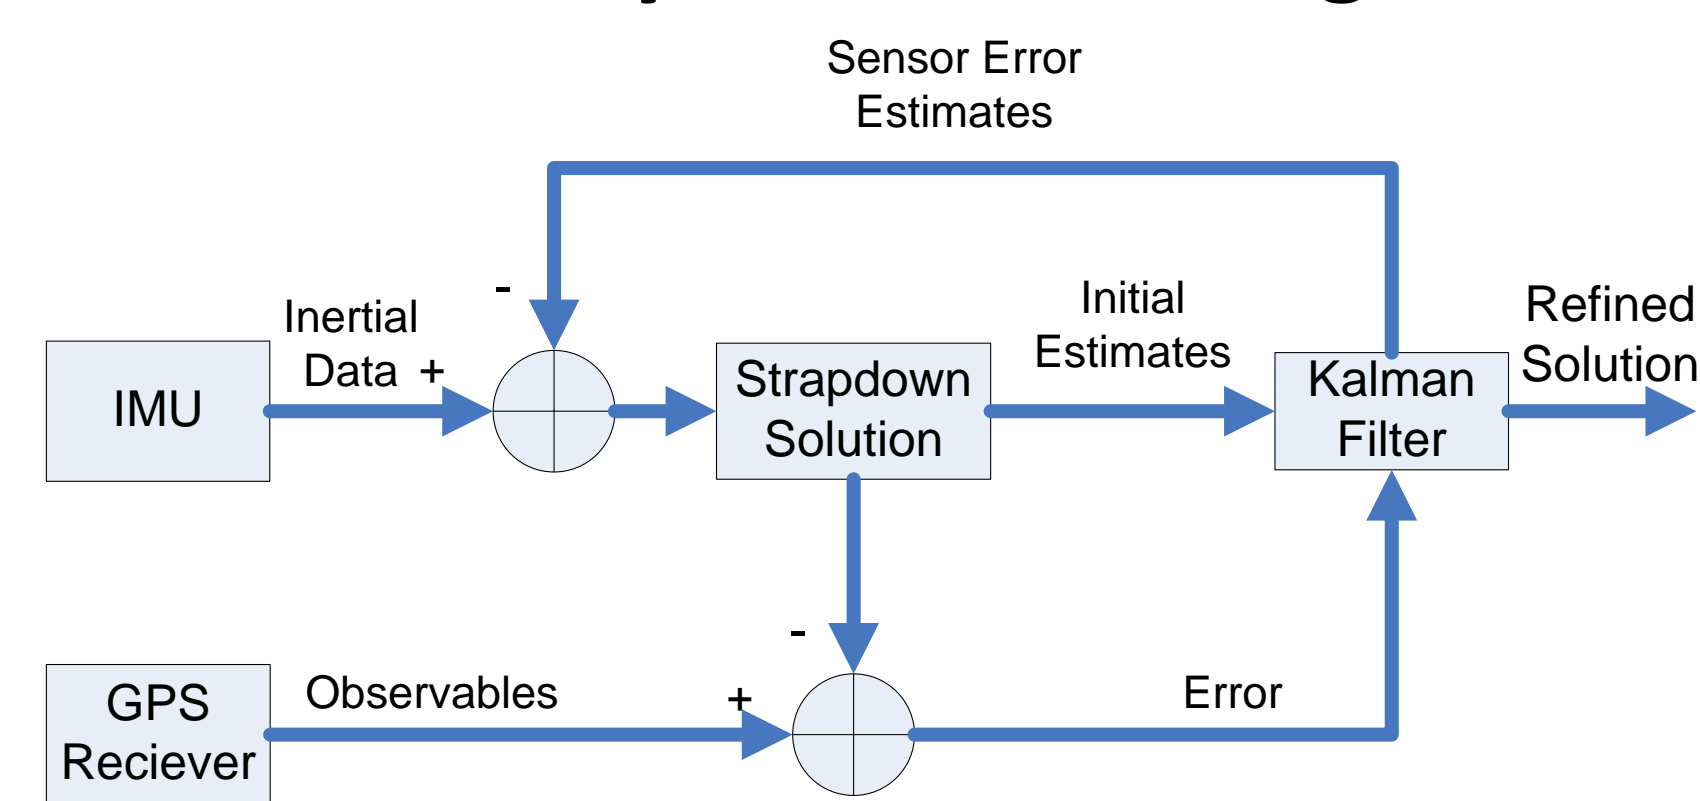 Sensor Error
Estimates
-
Inertial
Data +
Initial
Estimates
Refined
Solution
IMU
Strapdown
Solution
Kalman
Filter
-
GPS
Reciever
Observables
+
Error